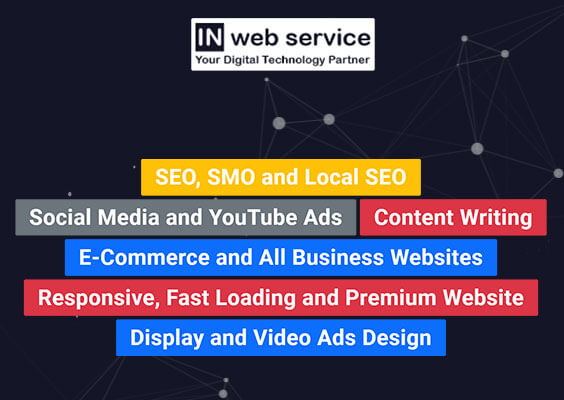 IN web service
Your Digital Technology Partner
SEO, SMO and Local SEO
Social Media and YouTube Ads Content Writing
E-Commerce and All Business Websites
Responsive, Fast Loading and Premium Website
Display and Video Ads Design